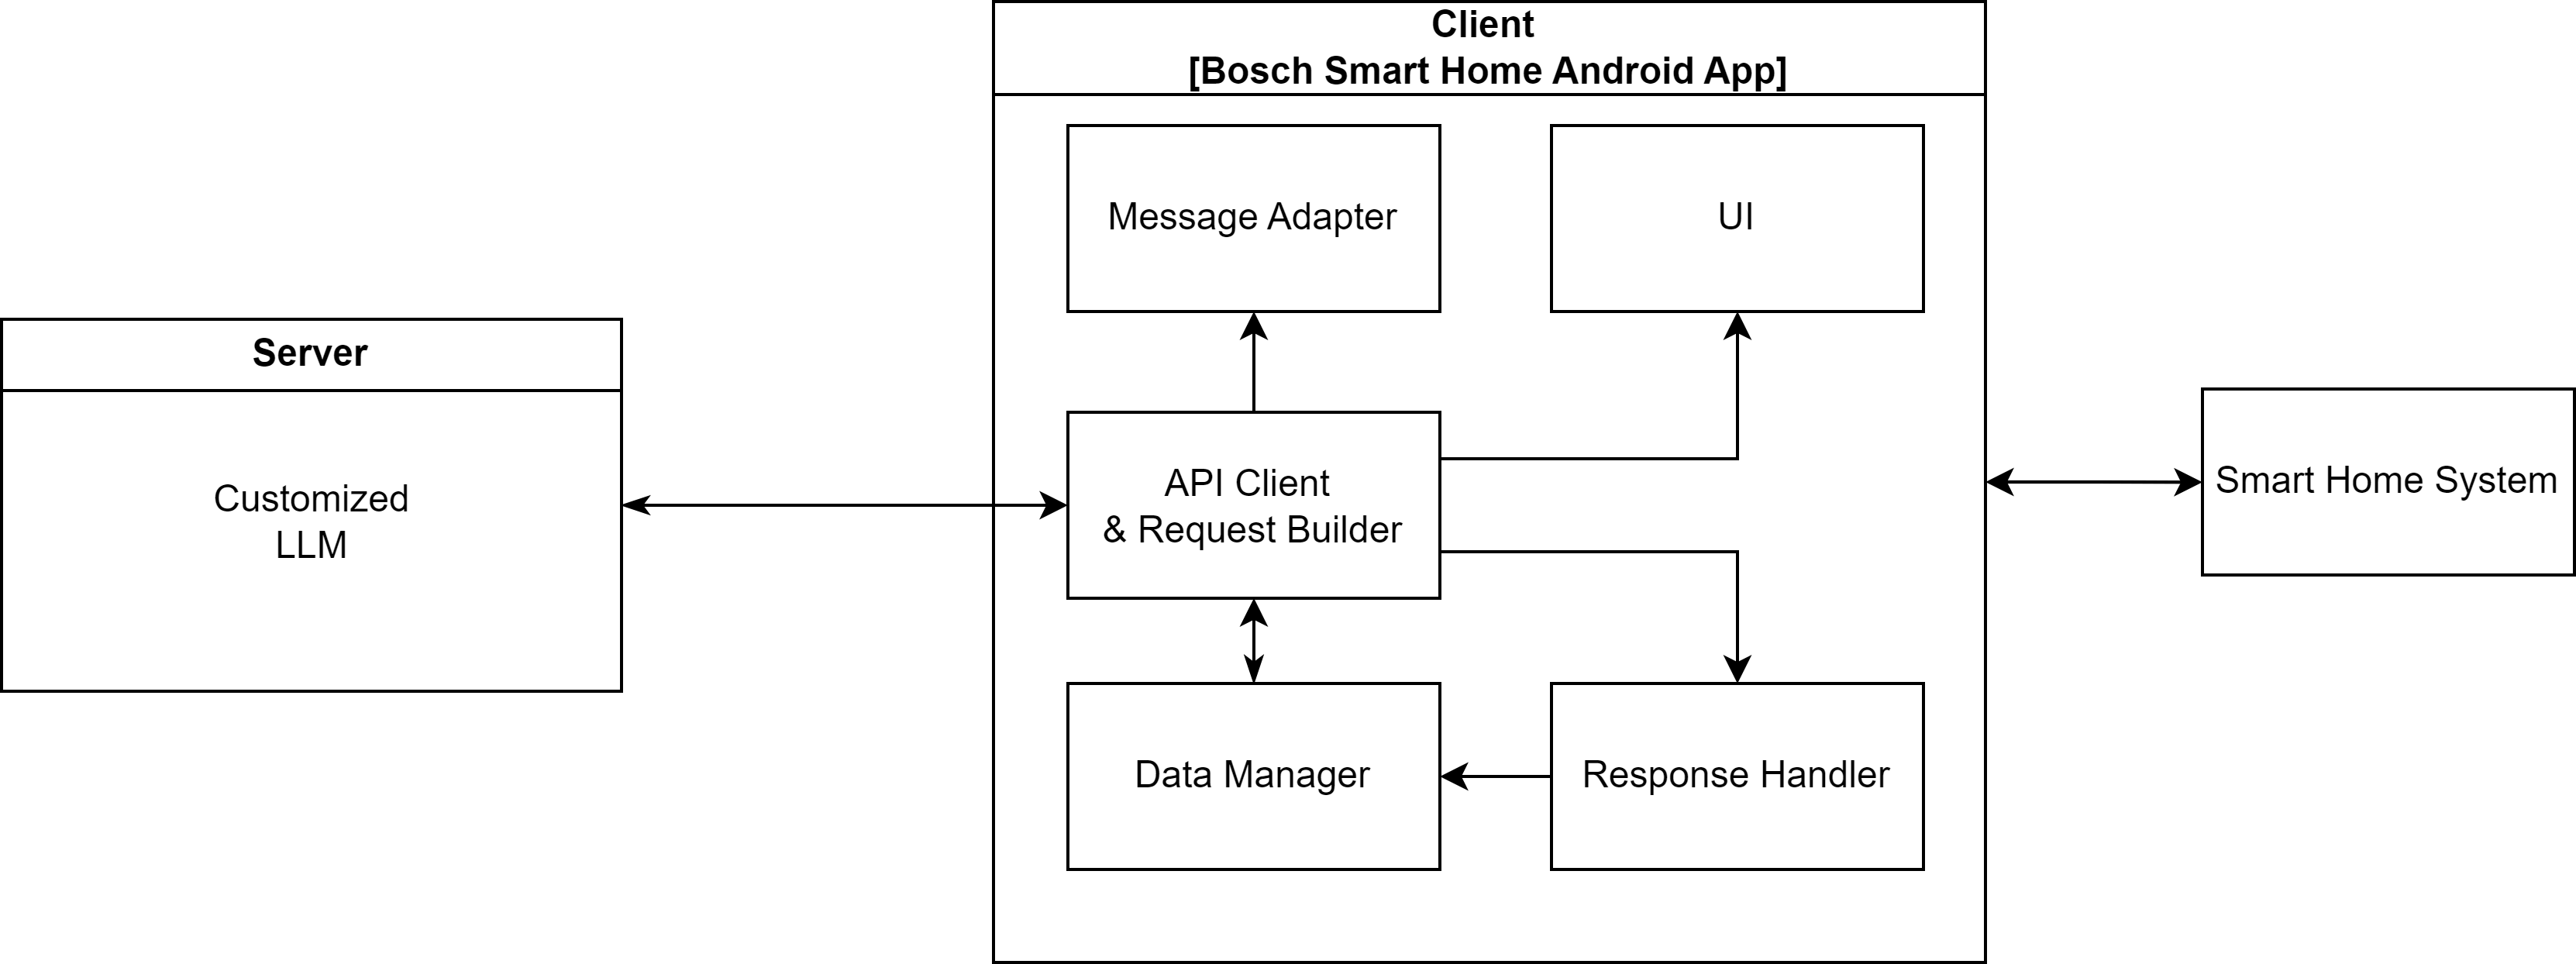 Client
[Bosch Smart Home Android App]
Message Adapter
UI
Server
Customized
LLM
API Client
& Request Builder
Smart Home System
Data Manager
Response Handler